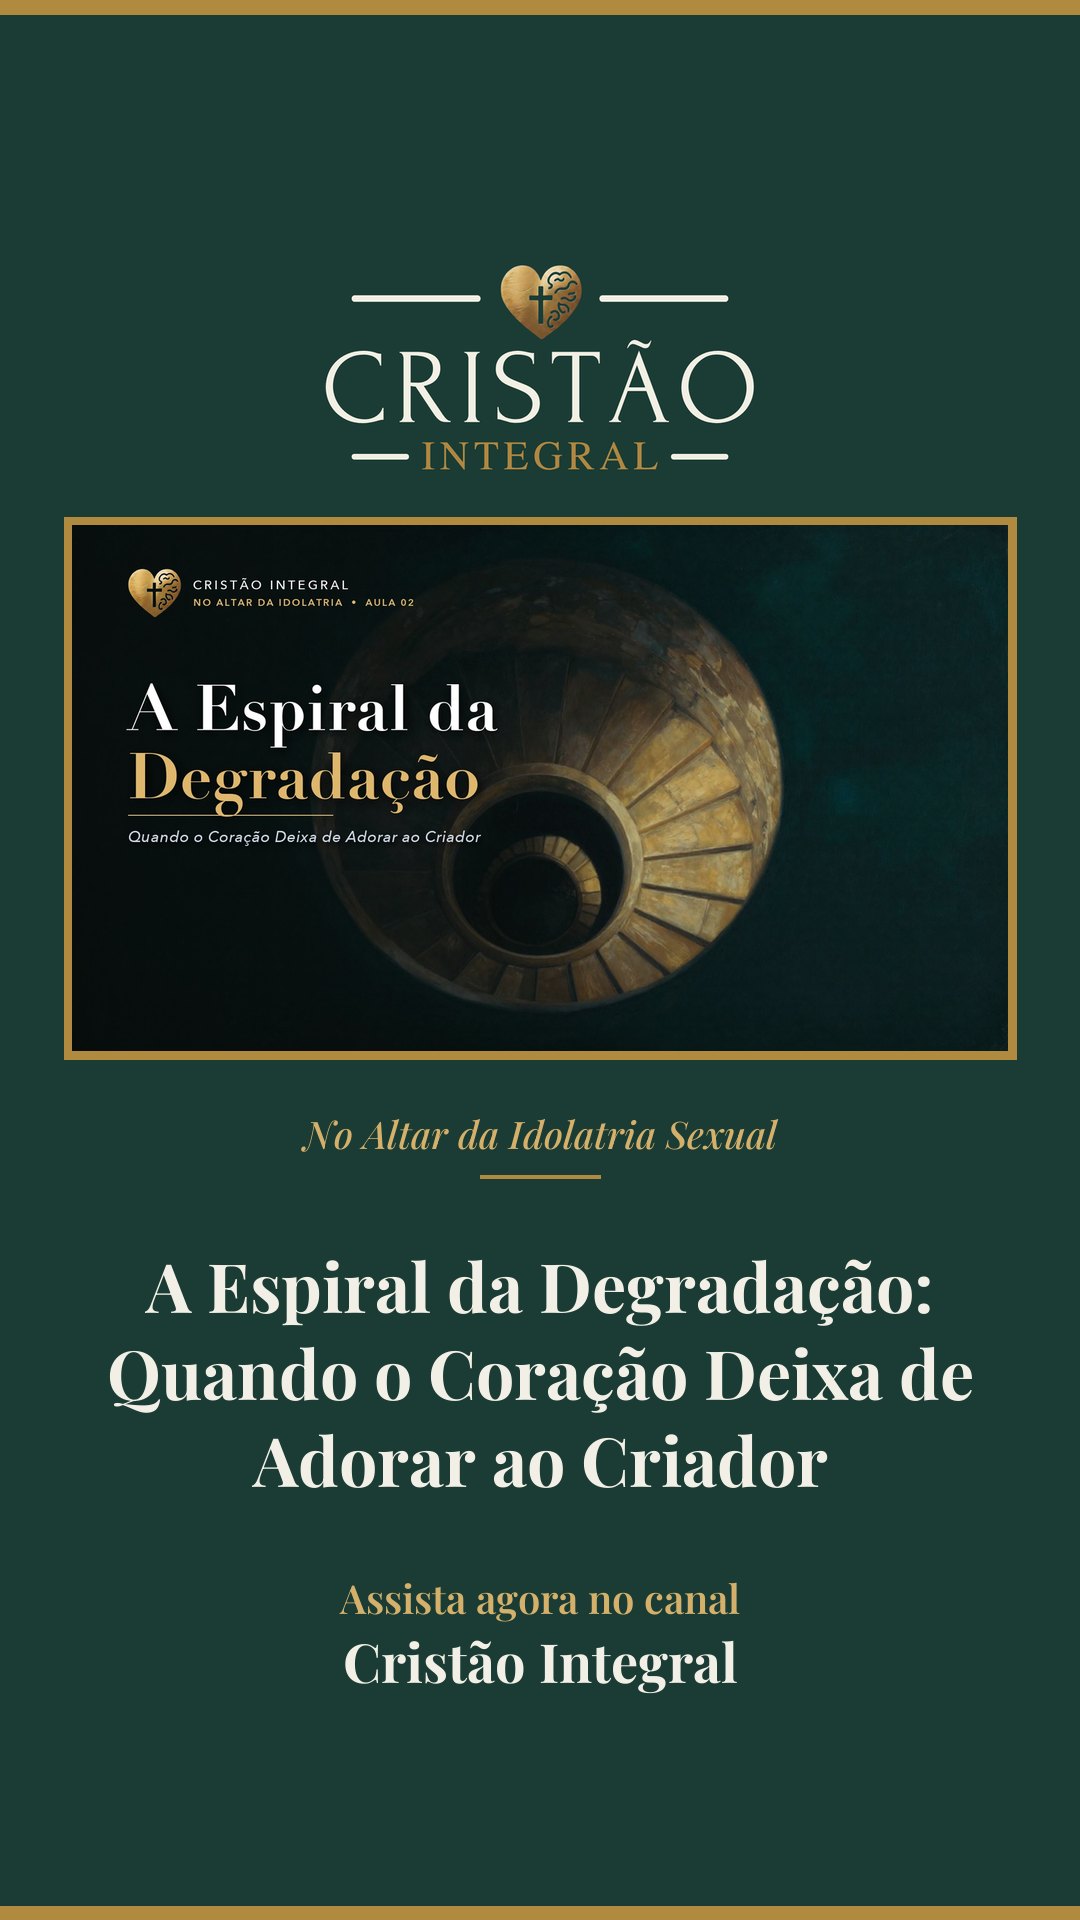 CRISTÃO
INTEGRAL
CRISTÃO INTEGRAL
NO ALTAR DA IDOLATRIA • AULA 02
A Espiral da
Degradação
Quando o Coração Deixa de Adorar ao Criador
No Altar da Idolatria Sexual
A Espiral da Degradação:
Quando o Coração Deixa de
Adorar ao Criador
Assista agora no canal
Cristão Integral